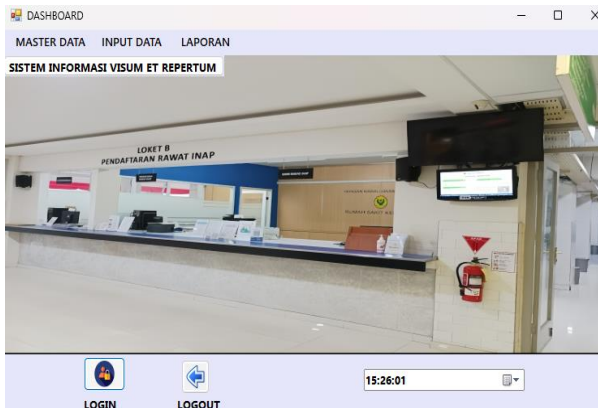 DASHBOARD
MASTER DATA INPUT DATA LAPORAN
SISTEM INFORMASI VISUM ET REPERTUM
LOKET B
PENDAFTARAN RAWAT INAP
15:26:01
LOGIN LOGOUT